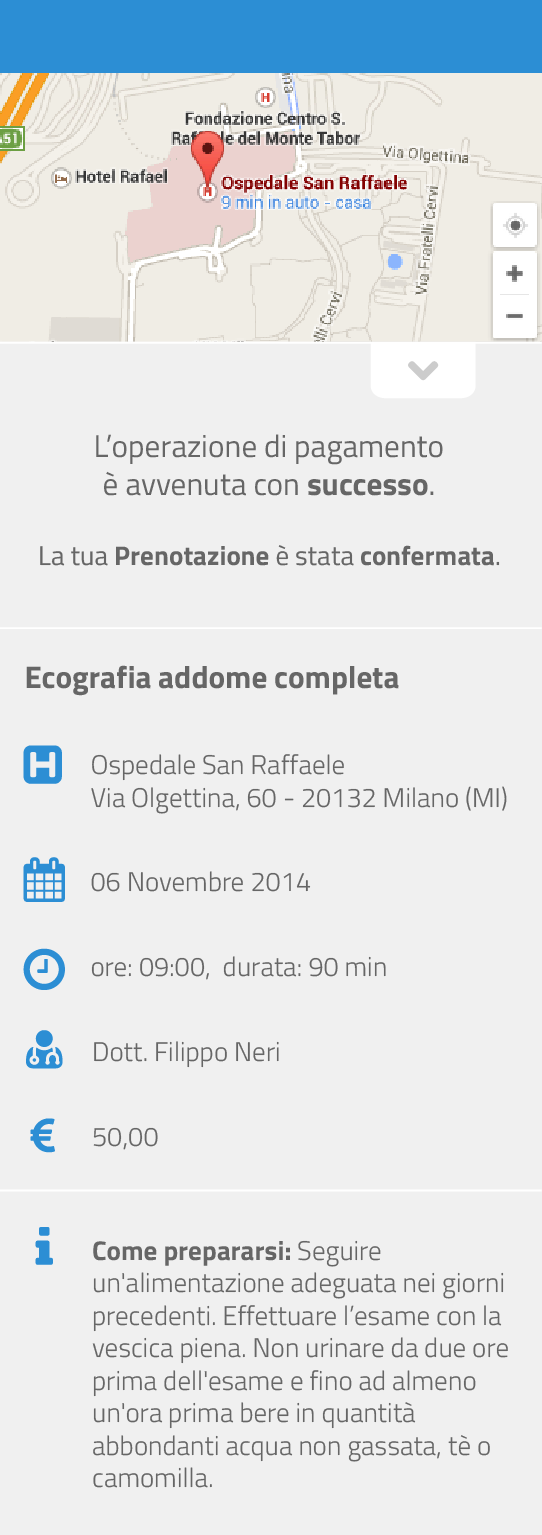 Fondazione Centro S.
Raffaele del Monte Tabor
Via Olgettina
A51
Hotel Rafael
H
H
Ospedale San Raffaele
9 min in auto - casa
Via Fratelli Cervi
lli Cervi
L’operazione di pagamento
è avvenuta con successo.
La tua Prenotazione è stata confermata.
Ecografia addome completa
H
Ospedale San Raffaele
Via Olgettina, 60 - 20132 Milano (MI)
06 Novembre 2014
ore: 09:00, durata: 90 min
Dott. Filippo Neri
€ 50,00
Come prepararsi: Seguire
un'alimentazione adeguata nei giorni
precedenti. Effettuare l’esame con la
vescica piena. Non urinare da due ore
prima dell'esame e fino ad almeno
un'ora prima bere in quantità
abbondanti acqua non gassata, tè o
camomilla.